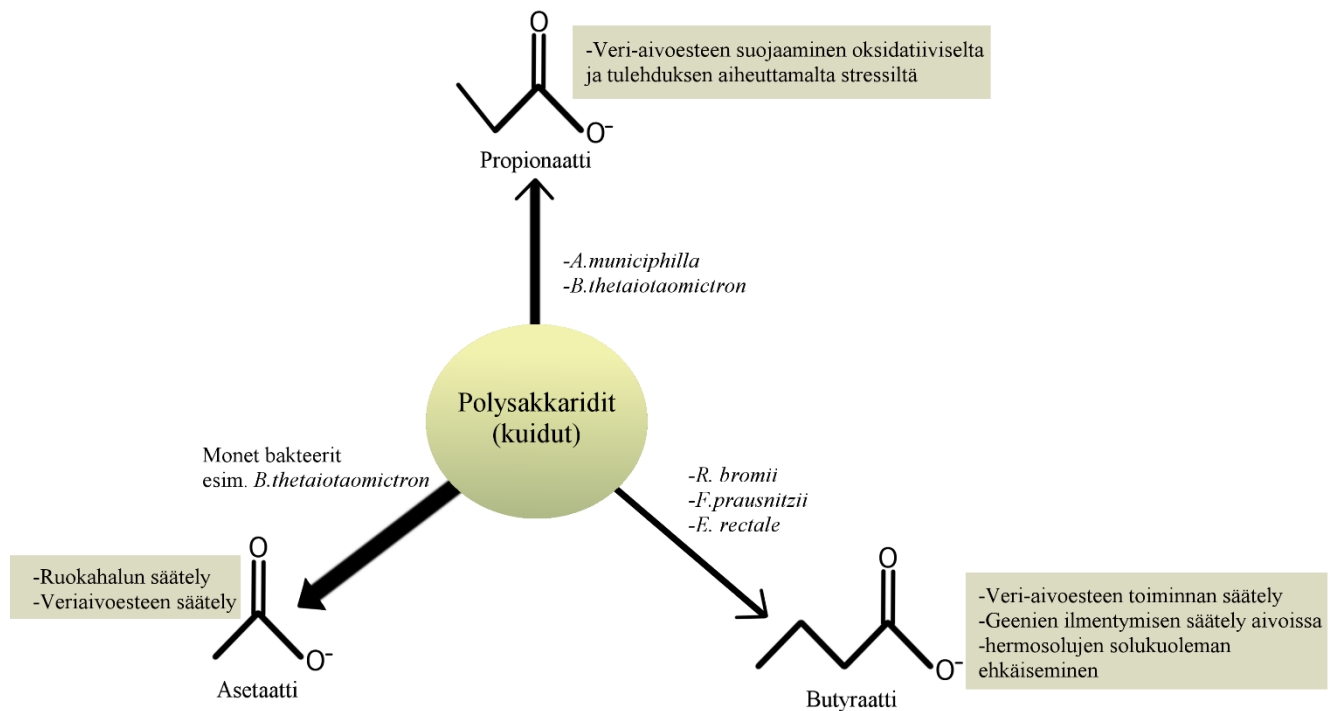 O
O-
Propionaatti
-Veri-aivoesteen suojaaminen oksidatiiviselta
ja tulehduksen aiheuttamalta stressiltä
-A.municiphilla
-B.thetaiotaomictron
Polysakkaridit
(kuidut)
Monet bakteerit
esim. B.thetaiotaomictron
-R. bromii
-F.prausnitzii
-E. rectale
-Ruokahalun säätely
-Veriaivoesteen säätely
O
O-
Asetaatti
O
O-
Butyraatti
-Veri-aivoesteen toiminnan säätely
-Geenien ilmentymisen säätely aivoissa
-hermosolujen solukuoleman
ehkäiseminen